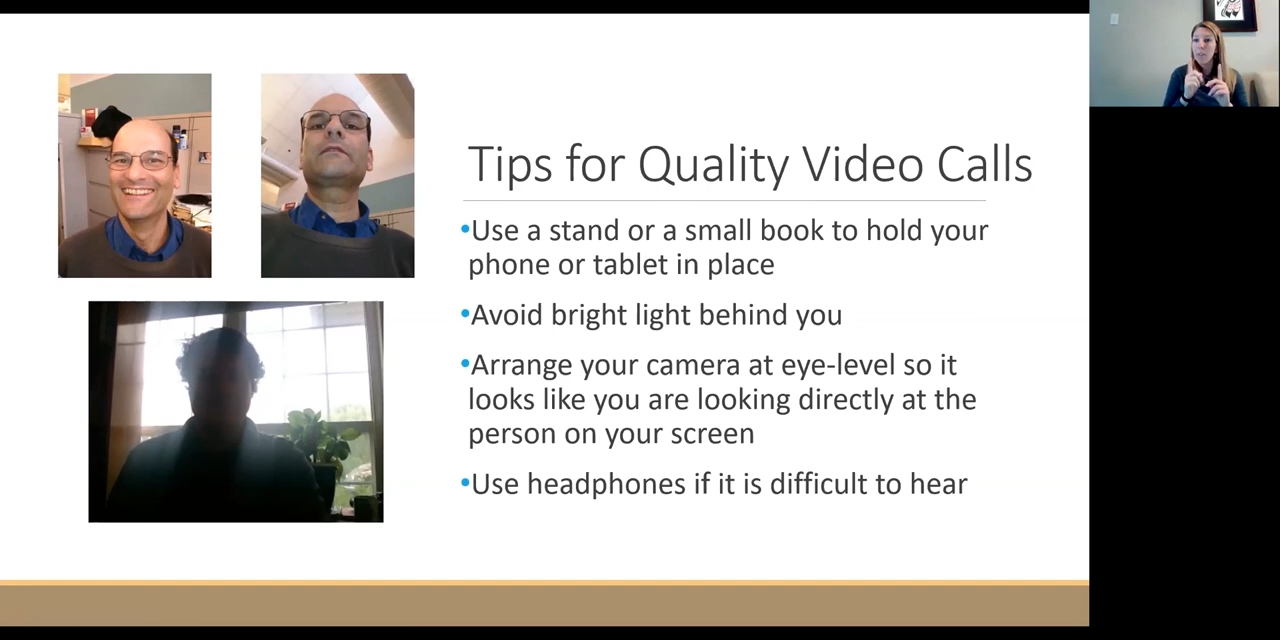 Tips for Quality Video Calls
•Use a stand or a small book to hold your
phone or tablet in place
•Avoid bright light behind you
•Arrange your camera at eye-level so it
looks like you are looking directly at the
person on your screen
•Use headphones if it is difficult to hear